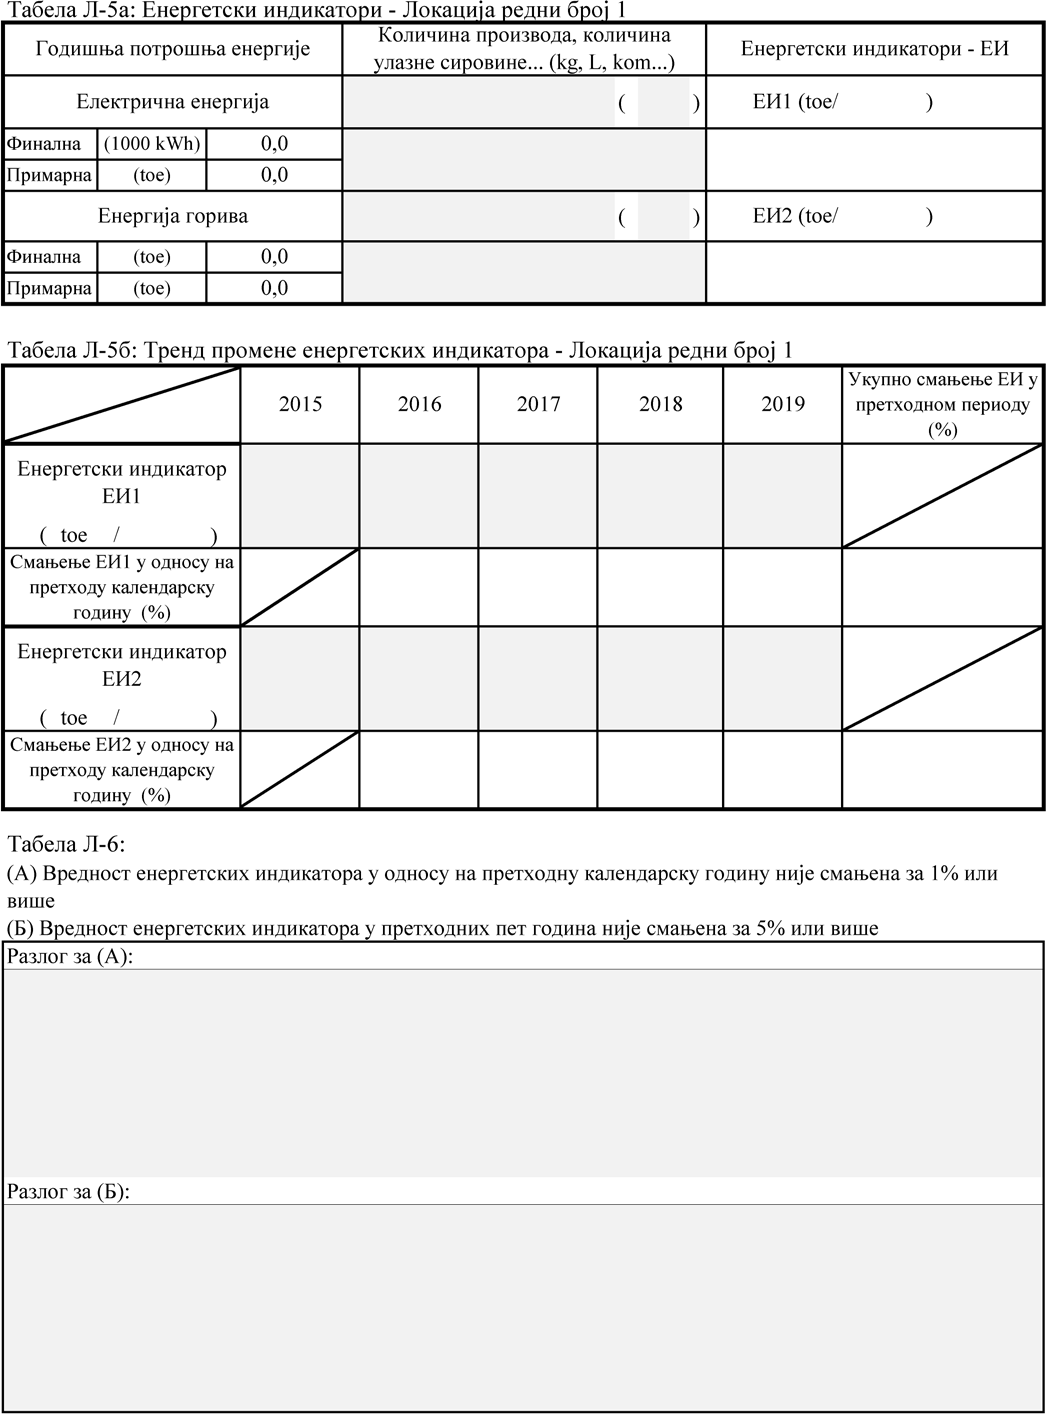 Табела Л-5а: Енергетски индикатори - Локација редни број 1
Годишња потрошња енергије
Количина производа, количина
улазне сировине... (kg, L, kom...)
Енергетски индикатори - ЕИ
Електрична енергија
( )
ЕИ1 (toe/ )
Финална (1000 kWh) 0,0
Примарна (toe) 0,0
Енергија горива
( )
ЕИ2 (toe/ )
Финална (toe) 0,0
Примарна (toe) 0,0
Табела Л-5б: Тренд промене енергетских индикатора - Локација редни број 1
2015 2016 2017 2018 2019
Укупно смањење ЕИ у
претходном периоду
(%)
Енергетски индикатор
ЕИ1
( toe / )
Смањење ЕИ1 у односу на
претходу календарску
годину (%)
Енергетски индикатор
ЕИ2
( toe / )
Смањење ЕИ2 у односу на
претходу календарску
годину (%)
Табела Л-6:
(А) Вредност енергетских индикатора у односу на претходну календарску годину није смањена за 1% или
више
(Б) Вредност енергетских индикатора у претходних пет година није смањена за 5% или више
Разлог за (А):
Разлог за (Б):